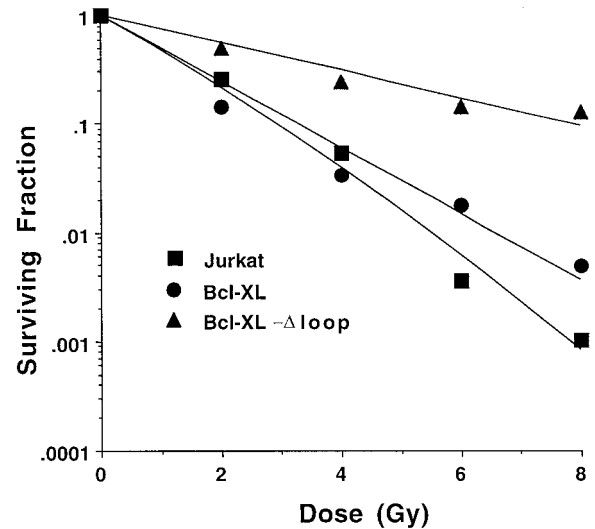 1
.1
.01
.001
.0001
Surviving Fraction
Jurkat
Bcl-XL
Bcl-XL -Δ loop
0 2 4 6 8
Dose (Gy)